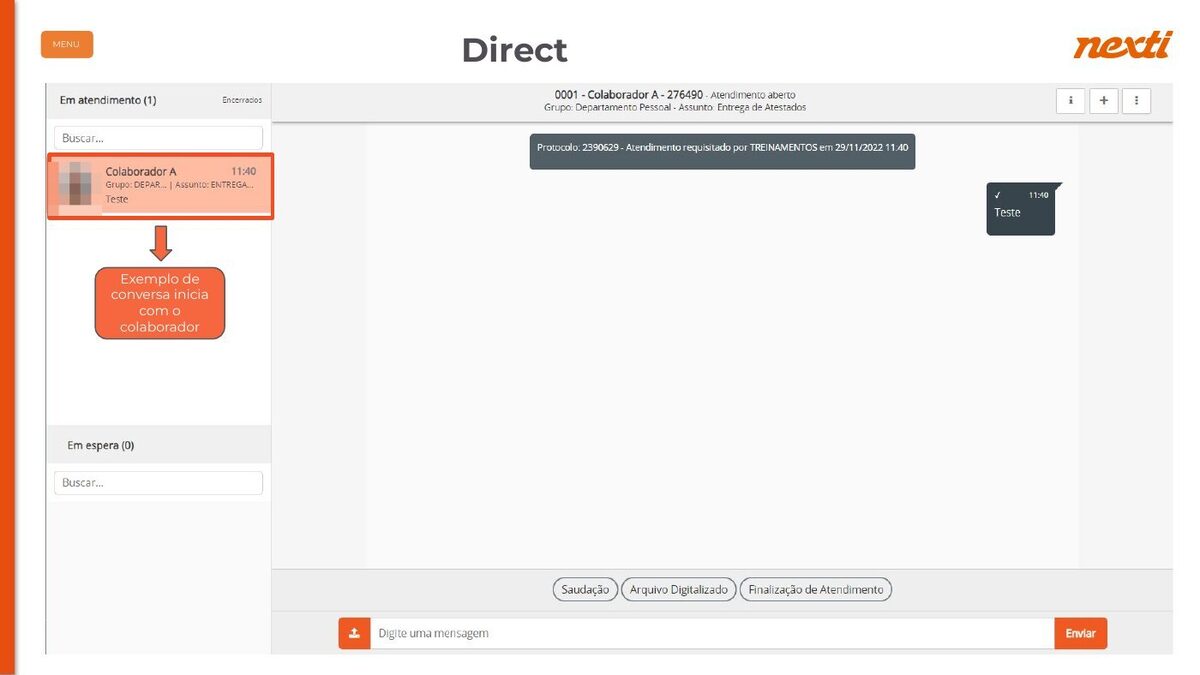 MENU
Direct
nexti
Em atendimento (1)
Encerrados
Buscar...
Colaborador A
11:40
Grupo: DEPAR... | Assunto: ENTREGA...
Teste
Exemplo de
conversa inicia
com o
colaborador
Em espera (0)
Buscar...
0001 - Colaborador A - 276490 - Atendimento aberto
Grupo: Departamento Pessoal - Assunto: Entrega de Atestados
Protocolo: 2390629 - Atendimento requisitado por TREINAMENTOS em 29/11/2022 11:40
11:40
Teste
Saudação
Arquivo Digitalizado
Finalização de Atendimento
Digite uma mensagem
Enviar